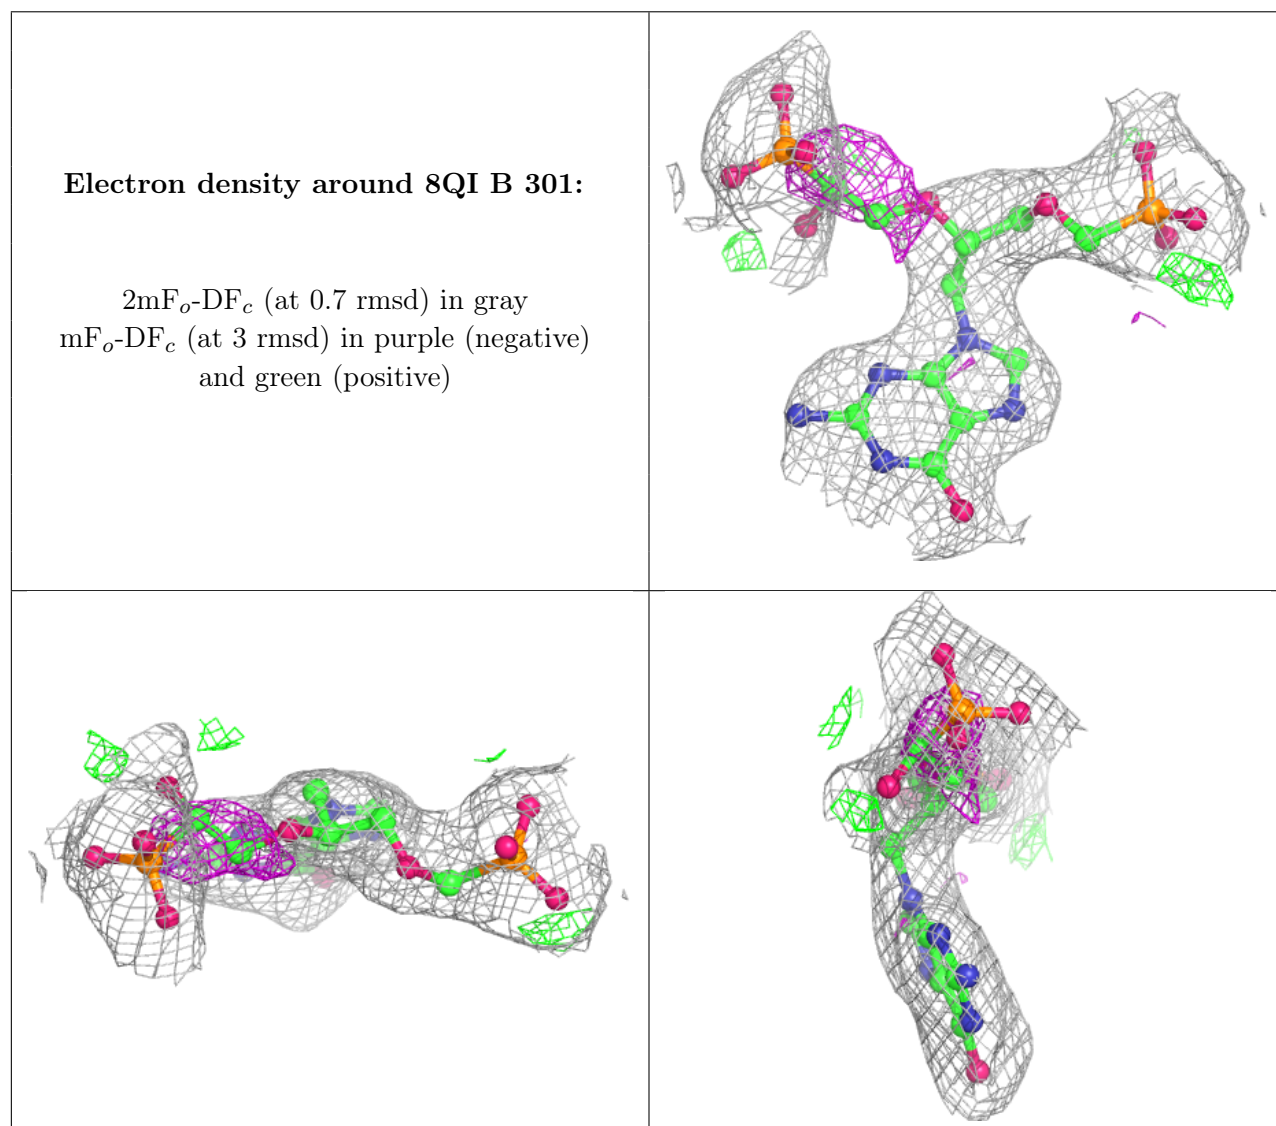 Electron density around 8QI B 301:
2mFo-DFc (at 0.7 rmsd) in gray
mFo-DFc (at 3 rmsd) in purple (negative)
and green (positive)